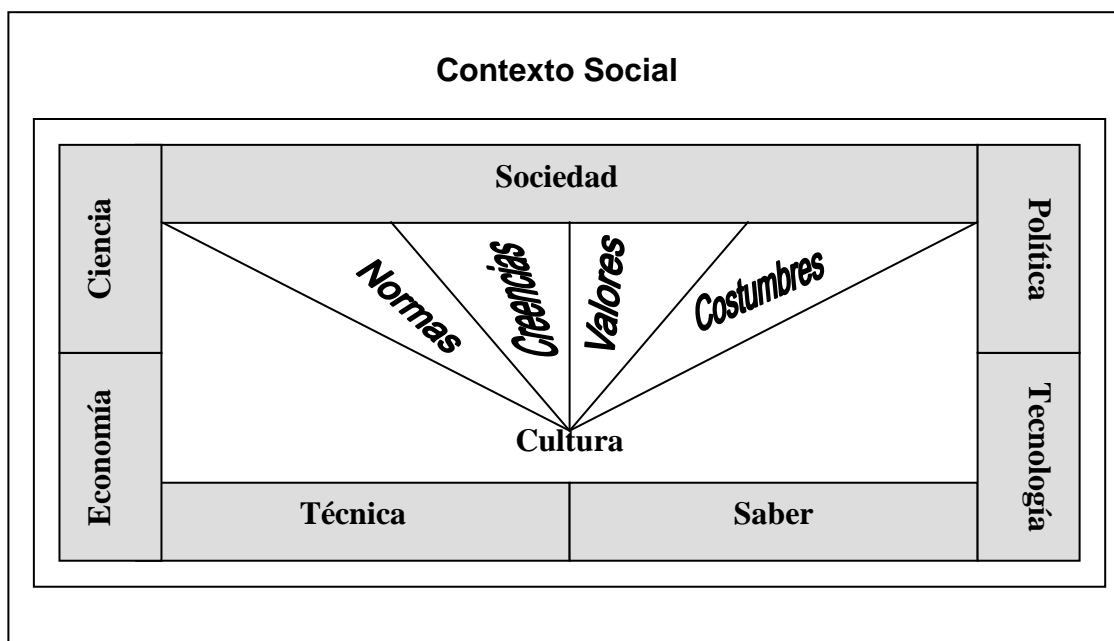 Contexto Social
Sociedad
Ciencia
Política
Normas
Creencias
Valores
Costumbres
Economía
Tecnología
Cultura
Técnica
Saber